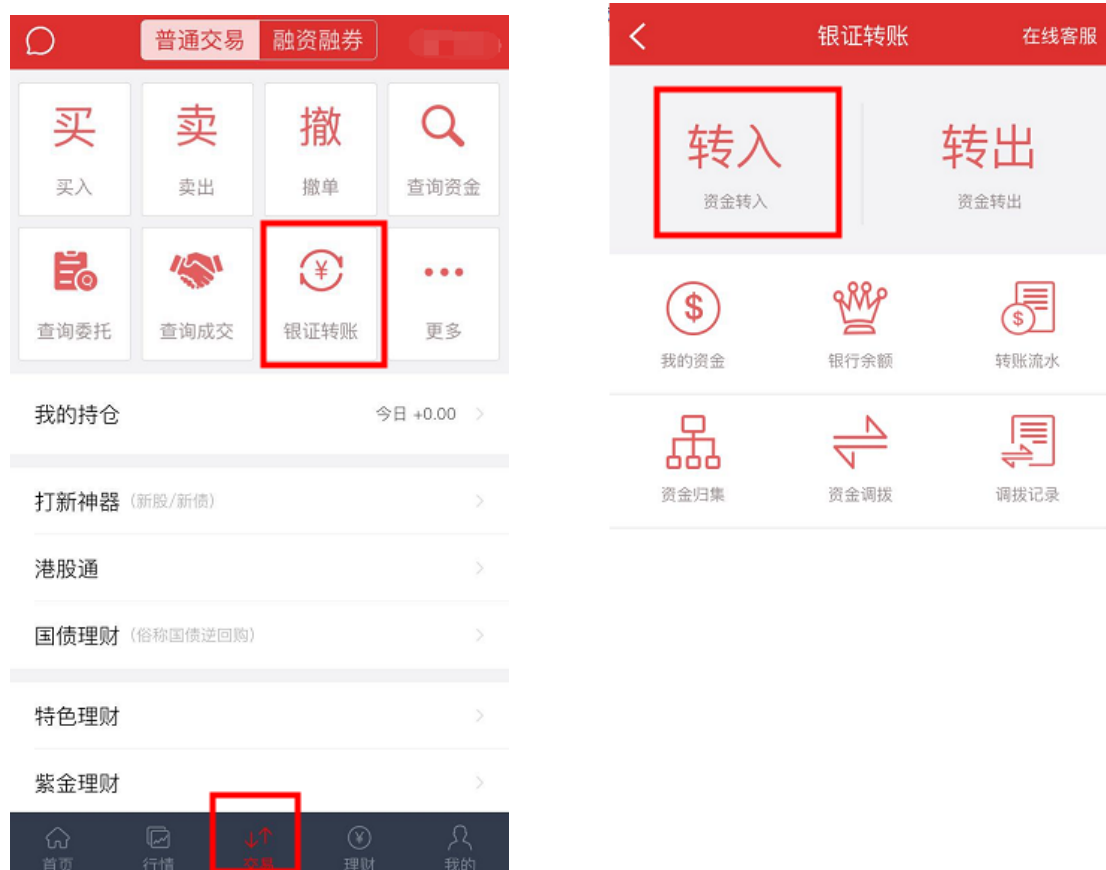 普通交易 融资融券
买 卖 撤
买入 卖出 撤单 查询资金
查询委托 查询成交 银证转账 更多
我的持仓 今日 +0.00
打新神器 (新股/新债)
港股通
国债理财 (俗称国债逆回购)
特色理财
紫金理财
首页 行情 交易 理财 我的
银证转账 在线客服
转入 转出
资金转入 资金转出
我的资金 银行余额 转账流水
资金归集 资金调拨 调拨记录